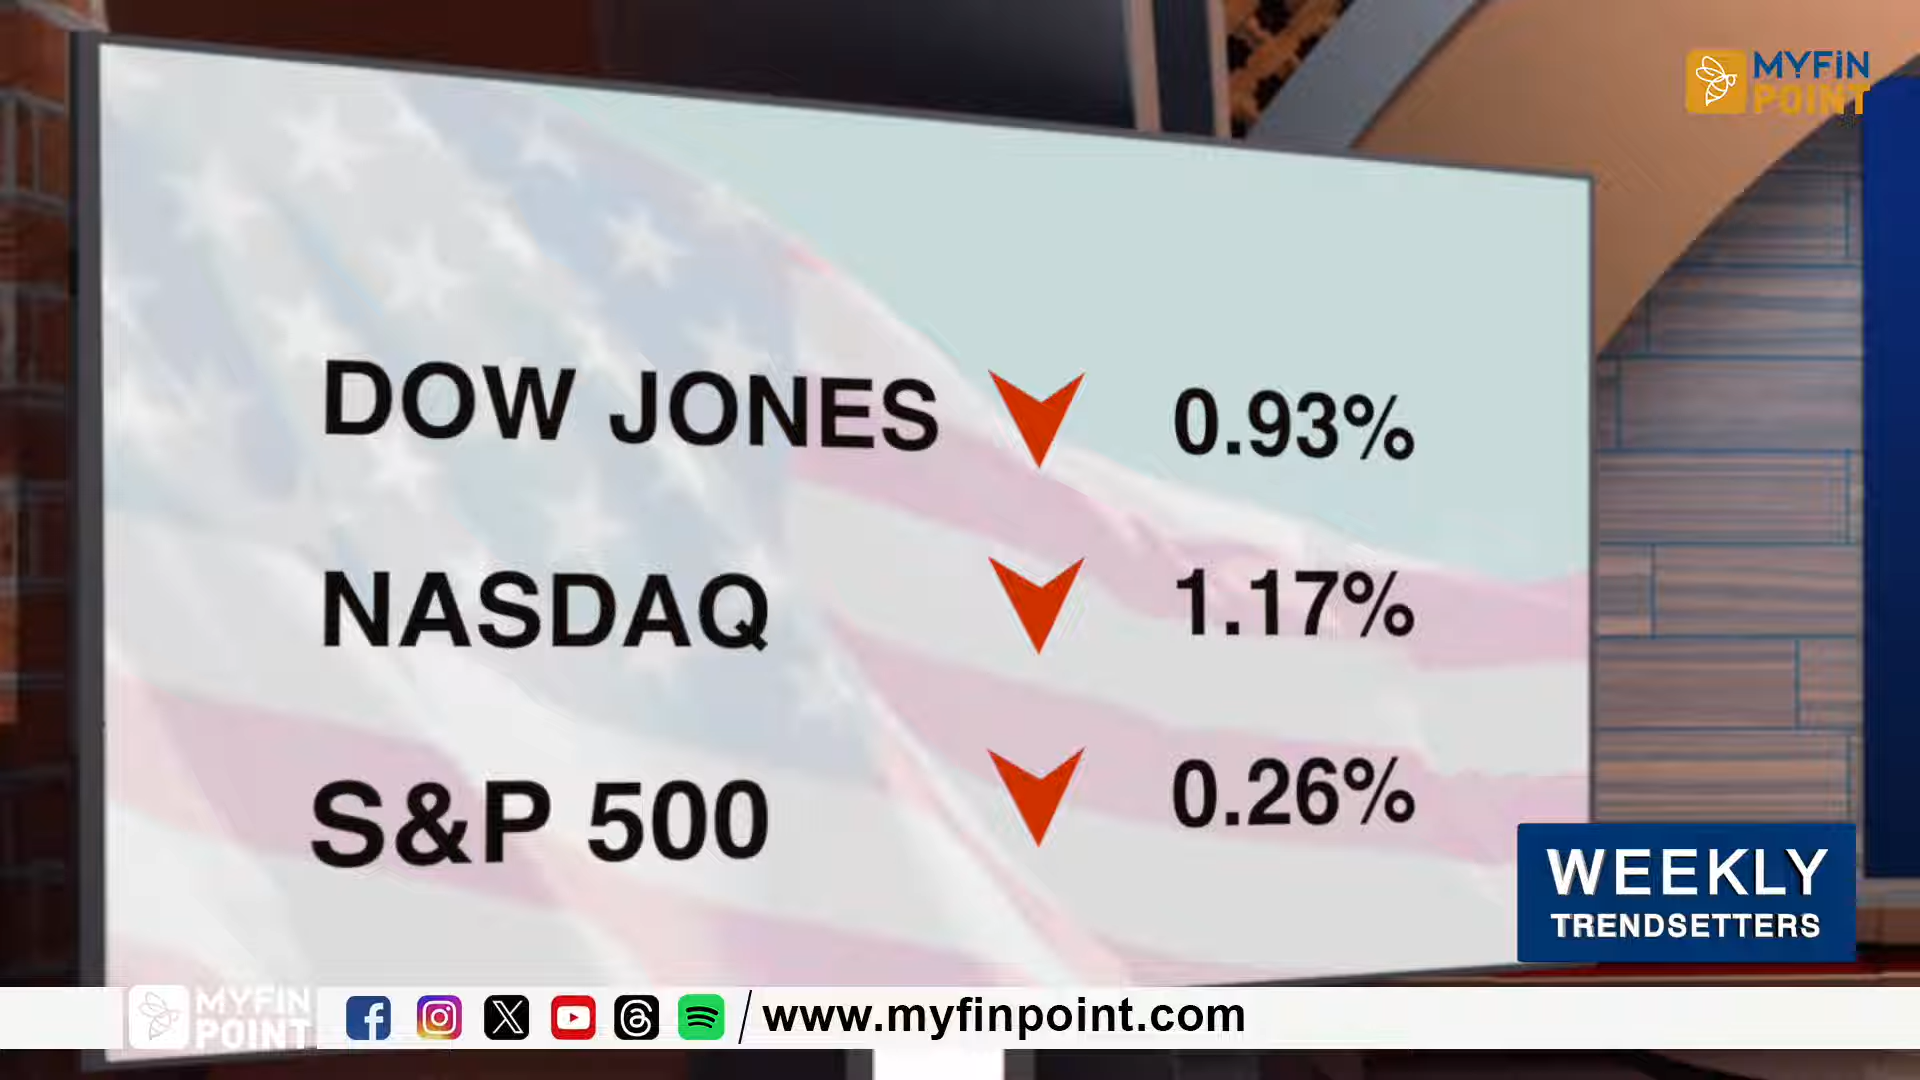 MYFIN
POINT
DOW JONES 0.93%
NASDAQ 1.17%
S&P 500 0.26%
WEEKLY
TRENDSETTERS
MYFIN
POINT
www.myfinpoint.com